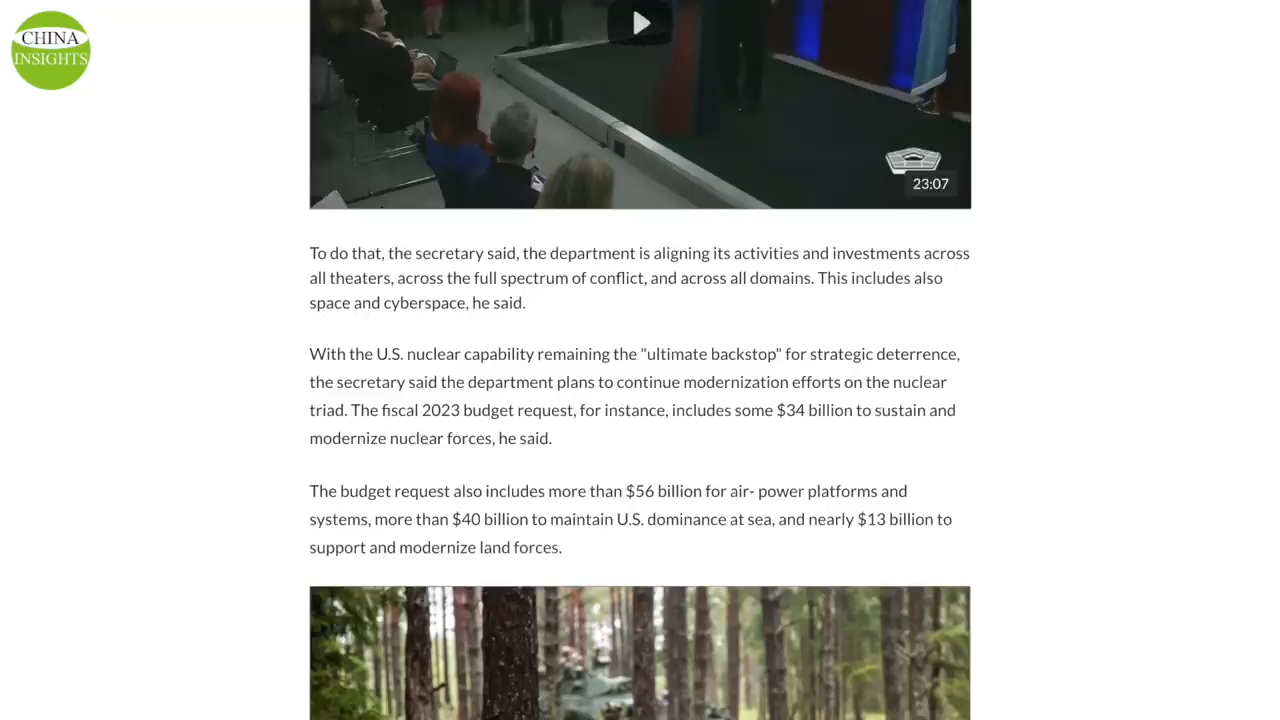 CHINA
INSIGHTS
23:07
To do that, the secretary said, the department is aligning its activities and investments across
all theaters, across the full spectrum of conflict, and across all domains. This includes also
space and cyberspace, he said.
With the U.S. nuclear capability remaining the "ultimate backstop" for strategic deterrence,
the secretary said the department plans to continue modernization efforts on the nuclear
triad. The fiscal 2023 budget request, for instance, includes some $34 billion to sustain and
modernize nuclear forces, he said.
The budget request also includes more than $56 billion for air- power platforms and
systems, more than $40 billion to maintain U.S. dominance at sea, and nearly $13 billion to
support and modernize land forces.